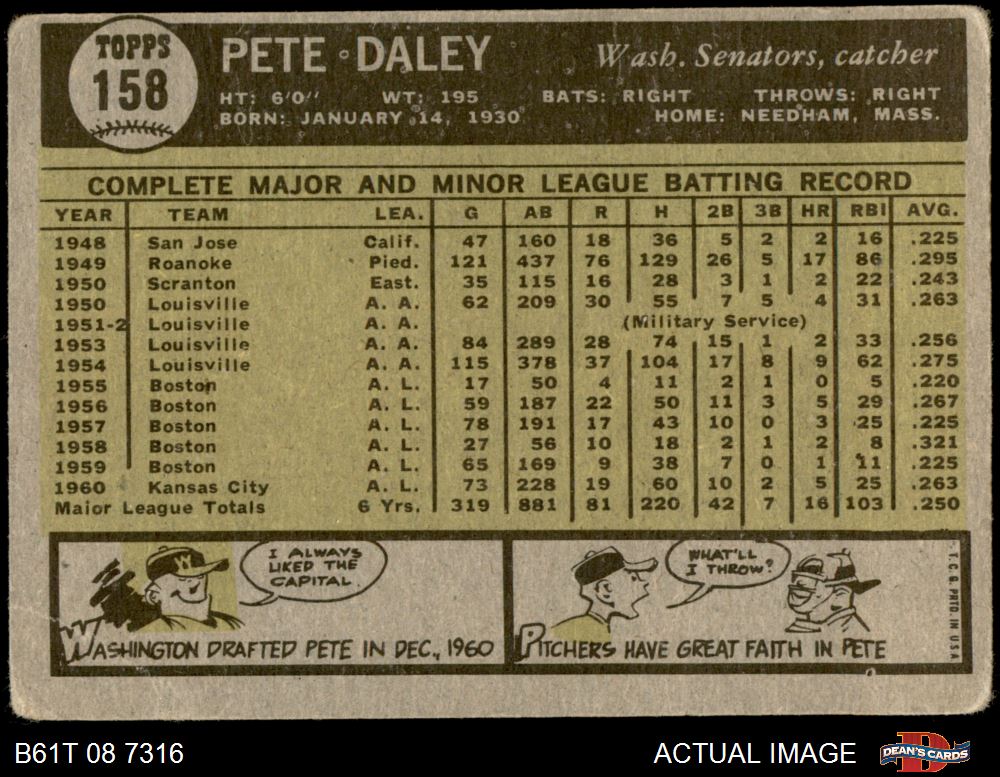 TOPPS
158
PETE DALEY
Wash. Senators, catcher
HT: 6'0" WT: 195 BATS: RIGHT THROWS: RIGHT
BORN: JANUARY 14, 1930 HOME: NEEDHAM, MASS.
COMPLETE MAJOR AND MINOR LEAGUE BATTING RECORD
YEAR TEAM LEA. G AB R H 2B 3B HR RBI AVG.
1948 San Jose Calif. 47 160 18 36 5 2 2 16 .225
1949 Roanoke Pied. 121 437 76 129 26 5 17 86 .295
1950 Scranton East. 35 115 16 28 3 1 2 22 .243
1950 Louisville A. A. 62 209 30 55 7 5 4 31 .263
1951-2 Louisville A. A. (Military Service)
1953 Louisville A. A. 84 289 28 74 15 1 2 33 .256
1954 Louisville A. A. 115 378 37 104 17 8 9 62 .275
1955 Boston A. L. 17 50 4 11 2 1 0 5 .220
1956 Boston A. L. 59 187 22 50 11 3 5 29 .267
1957 Boston A. L. 78 191 17 43 10 0 3 25 .225
1958 Boston A. L. 27 56 10 18 2 1 2 8 .321
1959 Boston A. L. 65 169 9 38 7 0 1 11 .225
1960 Kansas City A. L. 73 228 19 60 10 2 5 25 .263
Major League Totals 6 Yrs. 319 881 81 220 42 7 16 103 .250
W
I ALWAYS
LIKED THE
CAPITAL.
WASHINGTON DRAFTED PETE IN DEC., 1960
WHAT'LL
I THROW?
PITCHERS HAVE GREAT FAITH IN PETE
T.C.G. PRTD. IN U.S.A.
B61T 08 7316
ACTUAL IMAGE
D
DEAN'S CARDS